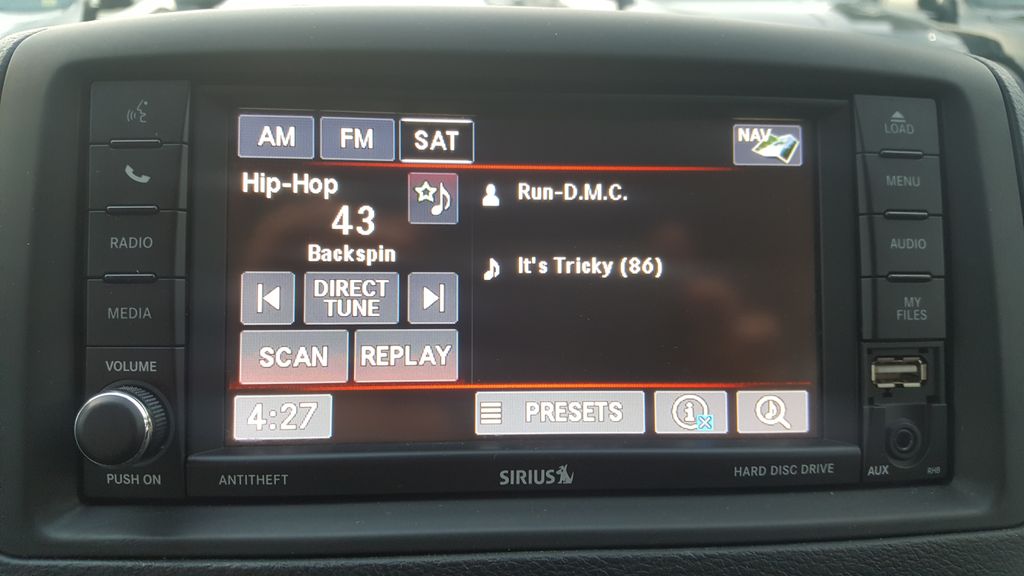 AM FM SAT NAV
Hip-Hop
43
Backspin
Run-D.M.C.
It's Tricky (86)
DIRECT
TUNE
SCAN REPLAY
4:27 PRESETS
RADIO
MEDIA
VOLUME
PUSH ON
LOAD
MENU
AUDIO
MY
FILES
AUX RHB
ANTITHEFT SIRIUS HARD DISC DRIVE